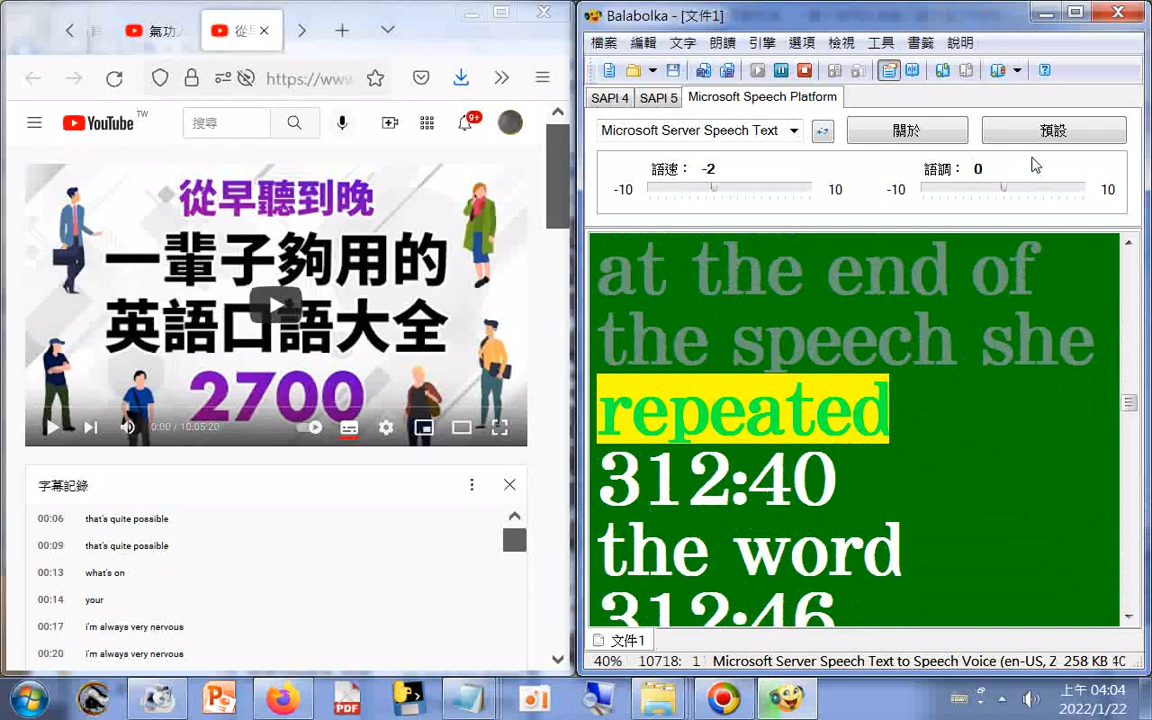 氣功人
從
https://www
YouTube TW
搜尋
9+
從早聽到晚
一輩子夠用的
英語口語大全
2700
0:00 / 10:05:20
字幕記錄
00:06 that's quite possible
00:09 that's quite possible
00:13 what's on
00:14 your
00:17 i'm always very nervous
00:20 i'm always very nervous
Balabolka - [文件1]
檔案 編輯 文字 朗讀 引擎 選項 檢視 工具 書籤 說明
SAPI 4 SAPI 5 Microsoft Speech Platform
Microsoft Server Speech Text 關於 預設
語速： -2 語調： 0
-10 10 -10 10
at the end of
the speech she
repeated
312:40
the word
312:46
文件1
40% 10718: 1 Microsoft Server Speech Text to Speech Voice (en-US, Z 258 KB 40
PDF
上午 04:04
2022/1/22